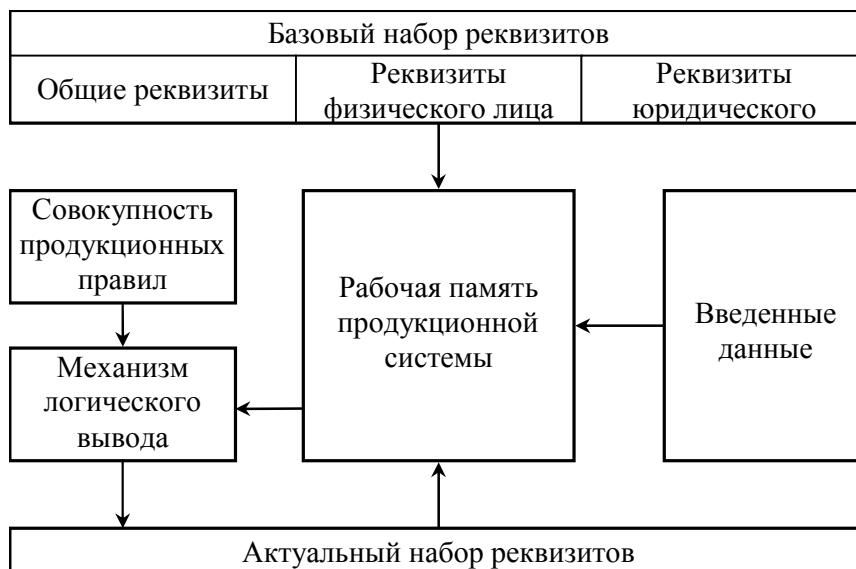 Базовый набор реквизитов
Общие реквизиты
Реквизиты
физического лица
Реквизиты
юридического
Совокупность
продукционных
правил
Рабочая память
продукционной
системы
Введенные
данные
Механизм
логического
вывода
Актуальный набор реквизитов